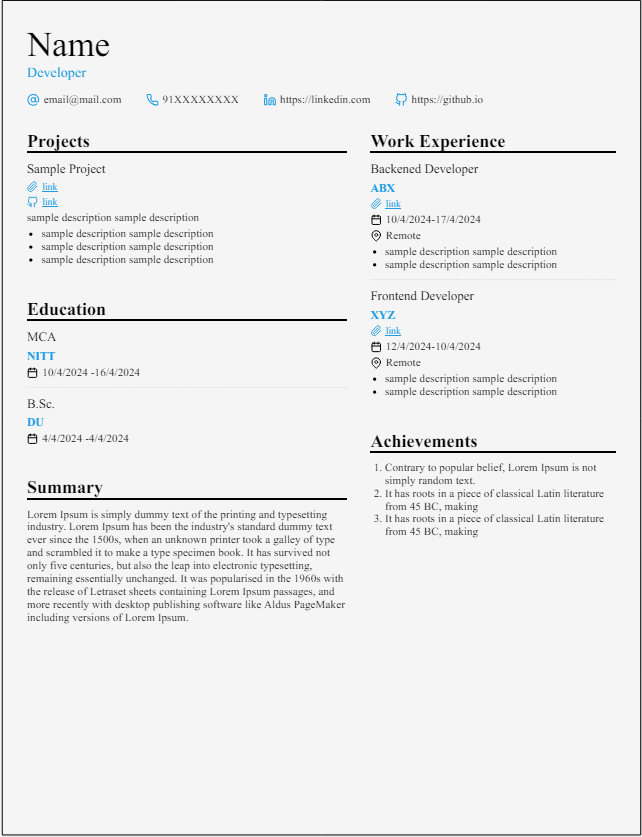 Name
Developer
email@mail.com 91XXXXXXXX https://linkedin.com https://github.io
Projects
Sample Project
link
link
sample description sample description
• sample description sample description
• sample description sample description
• sample description sample description
Education
MCA
NITT
10/4/2024 -16/4/2024
B.Sc.
DU
4/4/2024 -4/4/2024
Summary
Lorem Ipsum is simply dummy text of the printing and typesetting
industry. Lorem Ipsum has been the industry's standard dummy text
ever since the 1500s, when an unknown printer took a galley of type
and scrambled it to make a type specimen book. It has survived not
only five centuries, but also the leap into electronic typesetting,
remaining essentially unchanged. It was popularised in the 1960s with
the release of Letraset sheets containing Lorem Ipsum passages, and
more recently with desktop publishing software like Aldus PageMaker
including versions of Lorem Ipsum.
Work Experience
Backened Developer
ABX
link
10/4/2024-17/4/2024
Remote
• sample description sample description
• sample description sample description
Frontend Developer
XYZ
link
12/4/2024-10/4/2024
Remote
• sample description sample description
• sample description sample description
Achievements
1. Contrary to popular belief, Lorem Ipsum is not
simply random text.
2. It has roots in a piece of classical Latin literature
from 45 BC, making
3. It has roots in a piece of classical Latin literature
from 45 BC, making